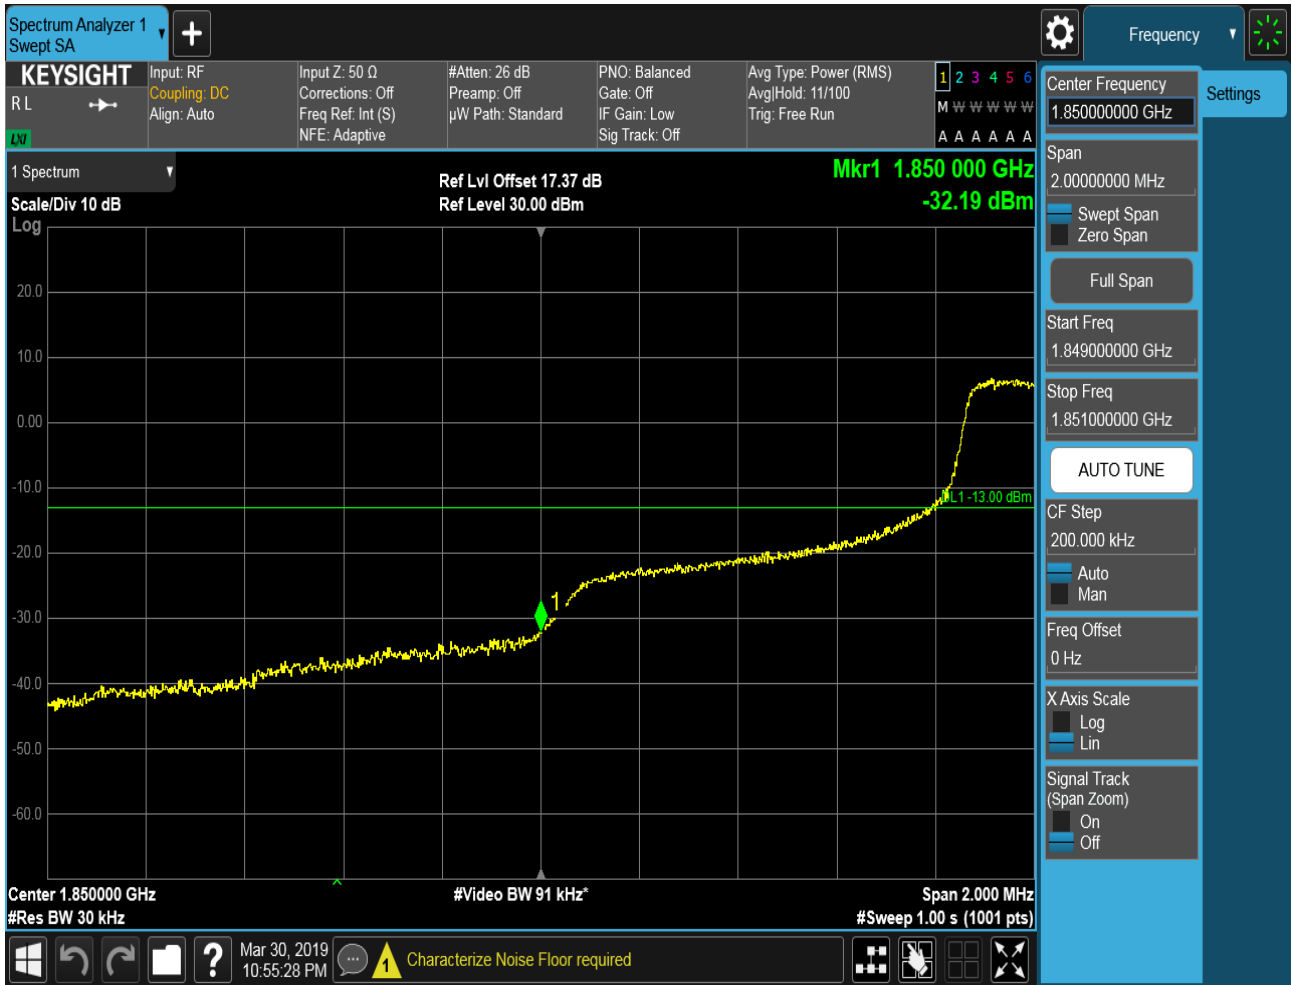 Spectrum Analyzer 1
Swept SA
Frequency
KEYSIGHT
R L
LXI
Input: RF
Coupling: DC
Align: Auto
Input Z: 50 Ω
Corrections: Off
Freq Ref: Int (S)
NFE: Adaptive
#Atten: 26 dB
Preamp: Off
µW Path: Standard
PNO: Balanced
Gate: Off
IF Gain: Low
Sig Track: Off
Avg Type: Power (RMS)
Avg|Hold: 11/100
Trig: Free Run
1 2 3 4 5 6
M W W W W W
A A A A A A
1 Spectrum
Scale/Div 10 dB
Log
Ref Lvl Offset 17.37 dB
Ref Level 30.00 dBm
Mkr1 1.850 000 GHz
-32.19 dBm
20.0
10.0
0.00
-10.0
-20.0
-30.0
-40.0
-50.0
-60.0
DL1 -13.00 dBm
1
Center 1.850000 GHz
#Res BW 30 kHz
#Video BW 91 kHz*
Span 2.000 MHz
#Sweep 1.00 s (1001 pts)
Center Frequency
1.850000000 GHz
Settings
Span
2.00000000 MHz
Swept Span
Zero Span
Full Span
Start Freq
1.849000000 GHz
Stop Freq
1.851000000 GHz
AUTO TUNE
CF Step
200.000 kHz
Auto
Man
Freq Offset
0 Hz
X Axis Scale
Log
Lin
Signal Track
(Span Zoom)
On
Off
?
Mar 30, 2019
10:55:28 PM
1
Characterize Noise Floor required